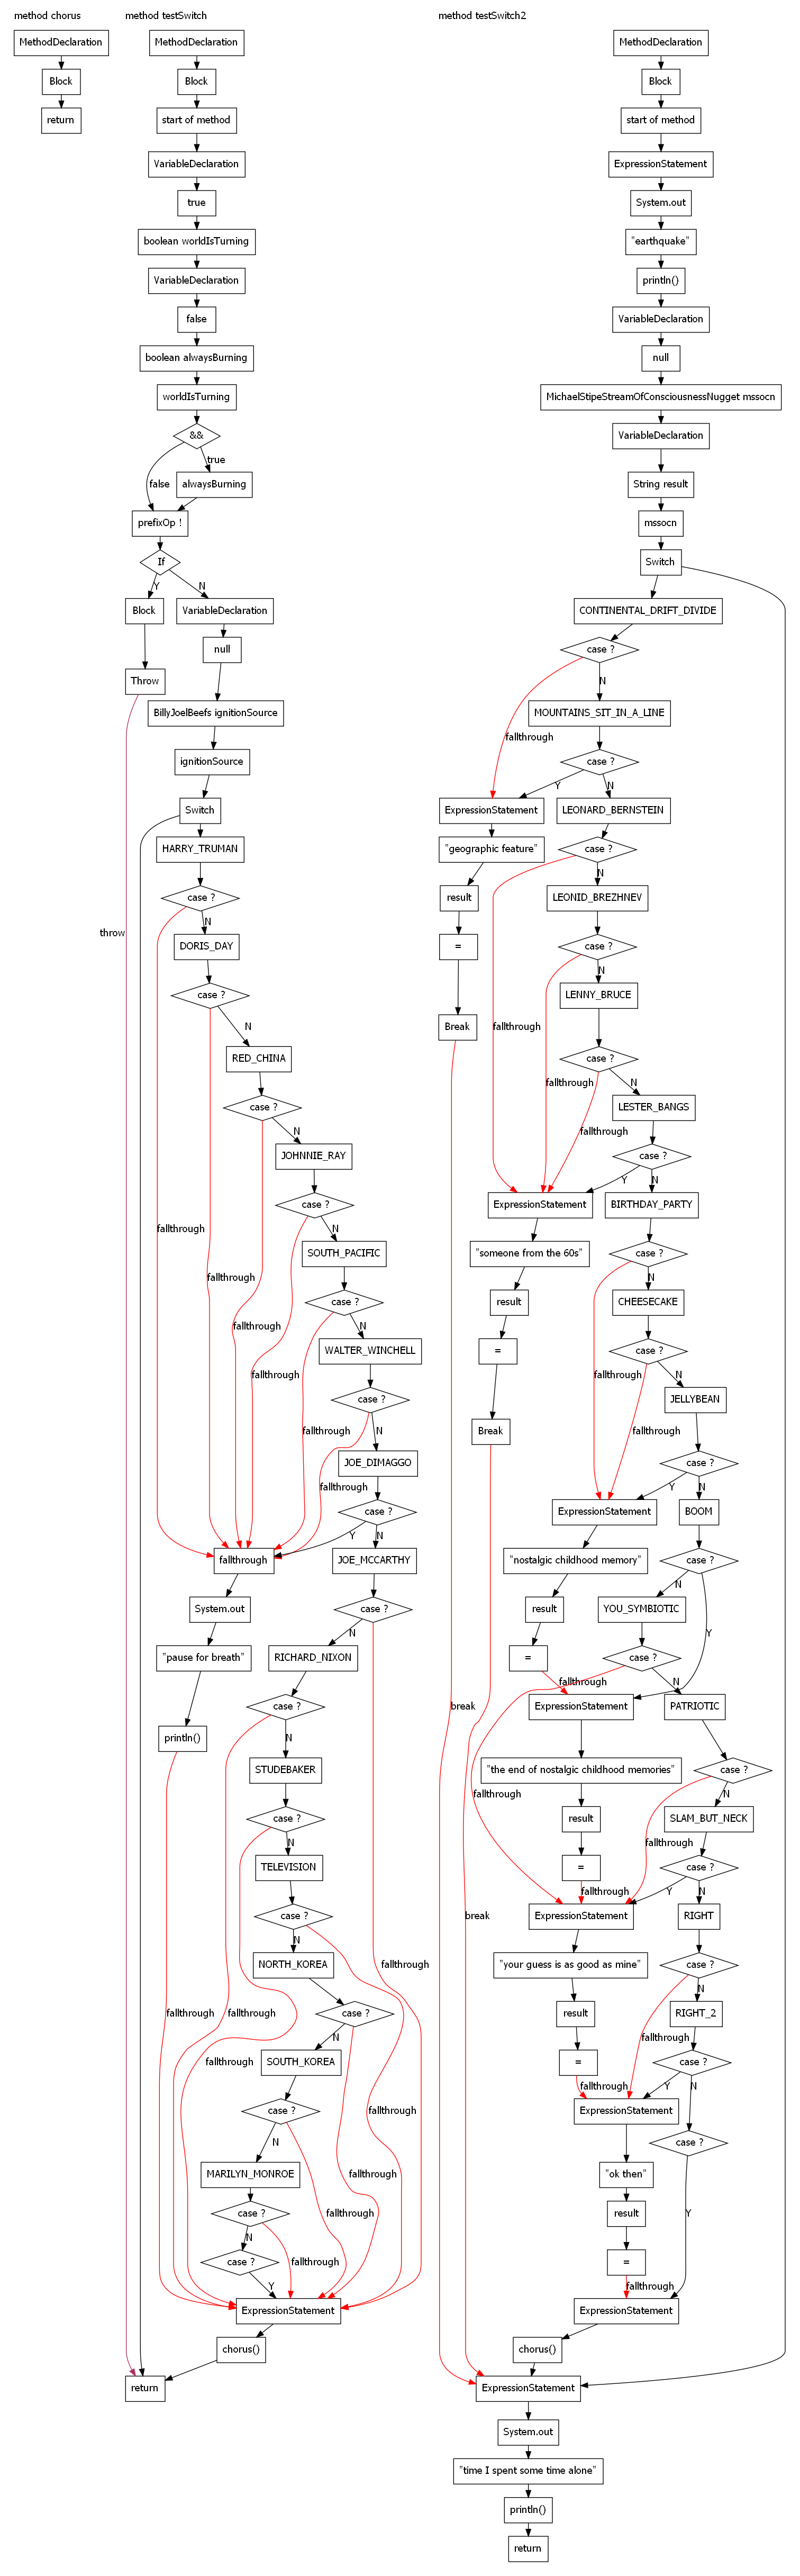 method chorus
MethodDeclaration
Block
return
method testSwitch
MethodDeclaration
Block
start of method
VariableDeclaration
true
boolean worldIsTurning
VariableDeclaration
false
boolean alwaysBurning
worldIsTurning
&&
true
false
alwaysBurning
prefixOp !
If
Y
N
Block
VariableDeclaration
null
Throw
BillyJoelBeefs ignitionSource
ignitionSource
Switch
HARRY_TRUMAN
case ?
N
throw
DORIS_DAY
case ?
N
RED_CHINA
case ?
N
JOHNNIE_RAY
case ?
fallthrough
N
SOUTH_PACIFIC
fallthrough
case ?
fallthrough
N
WALTER_WINCHELL
fallthrough
case ?
fallthrough
N
JOE_DIMAGGO
fallthrough
case ?
Y
N
fallthrough
JOE_MCCARTHY
System.out
case ?
N
"pause for breath"
RICHARD_NIXON
case ?
println()
N
STUDEBAKER
case ?
N
TELEVISION
case ?
N
NORTH_KOREA
fallthrough
fallthrough
fallthrough
case ?
N
fallthrough
SOUTH_KOREA
case ?
fallthrough
N
MARILYN_MONROE
fallthrough
case ?
fallthrough
N
case ?
fallthrough
Y
ExpressionStatement
chorus()
return
method testSwitch2
MethodDeclaration
Block
start of method
ExpressionStatement
System.out
"earthquake"
println()
VariableDeclaration
null
MichaelStipeStreamOfConsciousnessNugget mssocn
VariableDeclaration
String result
mssocn
Switch
CONTINENTAL_DRIFT_DIVIDE
case ?
N
MOUNTAINS_SIT_IN_A_LINE
fallthrough
case ?
Y
N
ExpressionStatement
LEONARD_BERNSTEIN
"geographic feature"
case ?
N
result
LEONID_BREZHNEV
=
case ?
N
LENNY_BRUCE
Break
fallthrough
case ?
fallthrough
N
LESTER_BANGS
fallthrough
case ?
Y
N
ExpressionStatement
BIRTHDAY_PARTY
"someone from the 60s"
case ?
N
result
CHEESECAKE
=
case ?
fallthrough
N
JELLYBEAN
Break
fallthrough
case ?
Y
N
ExpressionStatement
BOOM
"nostalgic childhood memory"
case ?
N
result
YOU_SYMBIOTIC
Y
=
case ?
fallthrough
N
break
ExpressionStatement
PATRIOTIC
"the end of nostalgic childhood memories"
case ?
fallthrough
N
result
SLAM_BUT_NECK
fallthrough
=
case ?
fallthrough
Y
N
break
ExpressionStatement
RIGHT
"your guess is as good as mine"
case ?
N
result
RIGHT_2
fallthrough
=
case ?
fallthrough
Y
N
ExpressionStatement
case ?
"ok then"
result
Y
=
fallthrough
ExpressionStatement
chorus()
ExpressionStatement
System.out
"time I spent some time alone"
println()
return